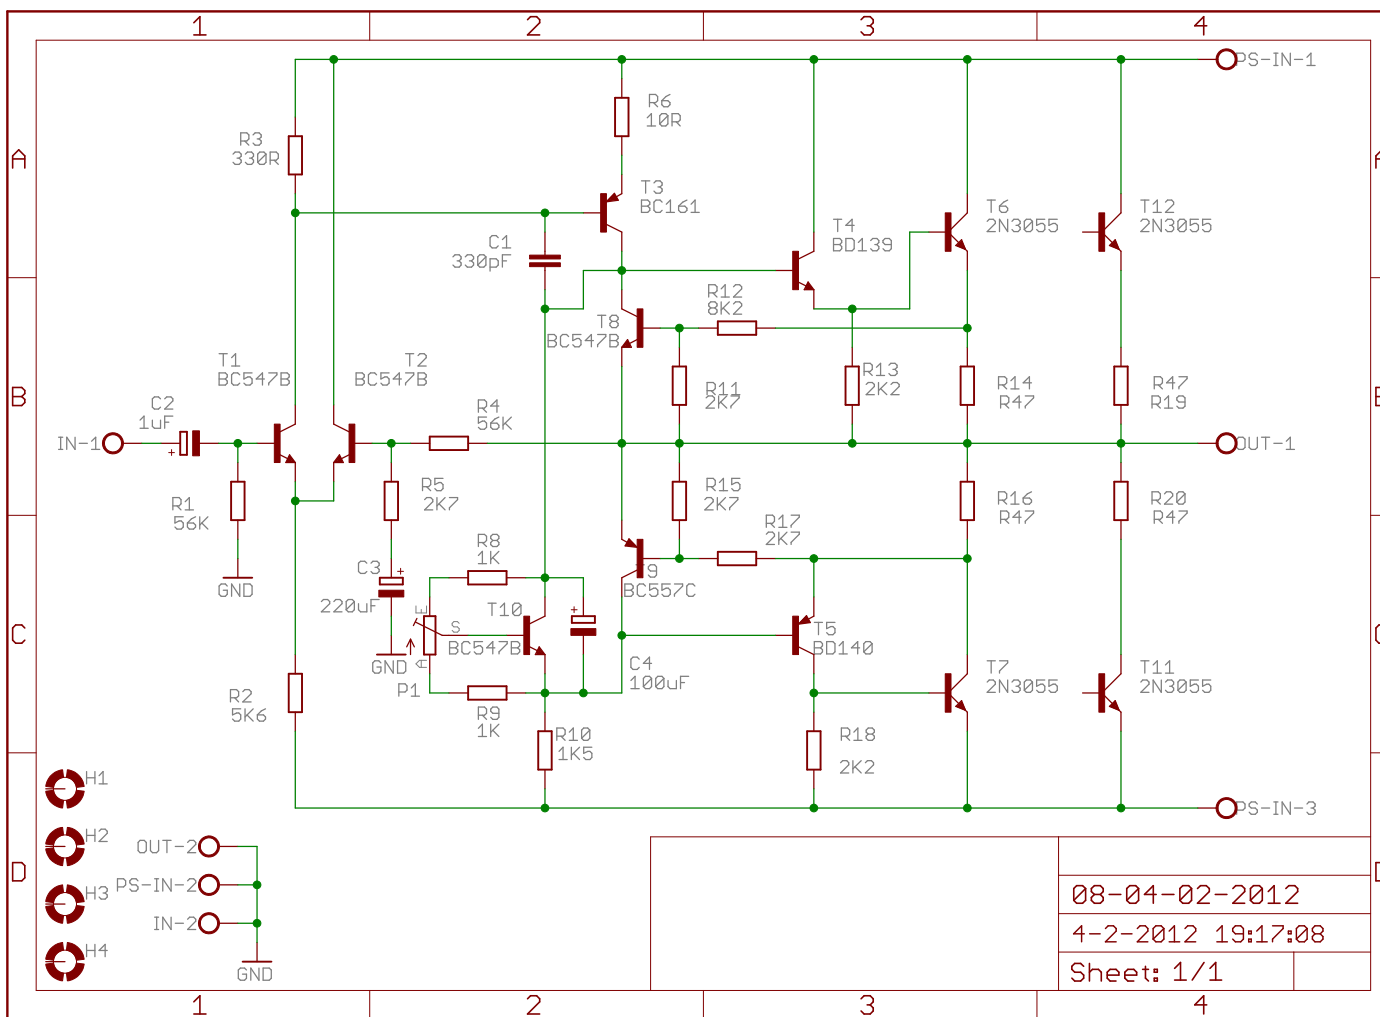 1 2 3 4
PS-IN-1
R6
10R
R3
330R
A
T3
BC161
T6
2N3055
T12
2N3055
T4
BD139
C1
330pF
R12
8K2
T8
BC547B
T1
BC547B
T2
BC547B
R13
2K2
R14
R47
R47
R19
B
R11
2K7
C2
1uF
R4
56K
IN-1
OUT-1
+
R5
2K7
R15
2K7
R16
R47
R20
R47
R1
56K
R17
2K7
R8
1K
C3
+
220uF
GND
T9
BC557C
E
T10
+
S
BC547B
C
T5
BD140
GND
A
P1
C4
100uF
T7
2N3055
T11
2N3055
R2
5K6
R9
1K
R10
1K5
R18
2K2
H1
PS-IN-3
H2
OUT-2
D
H3
PS-IN-2
IN-2
H4
GND
08-04-02-2012
4-2-2012 19:17:08
Sheet: 1/1
1 2 3 4